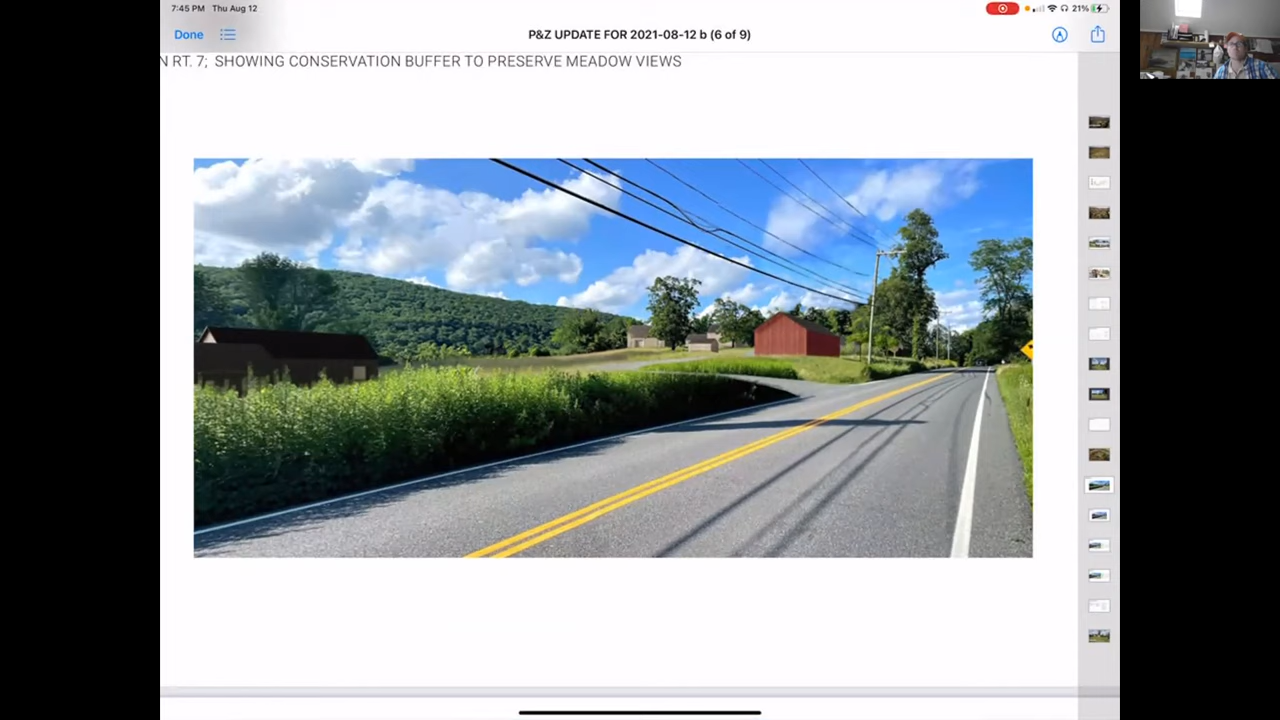 7:45 PM Thu Aug 12
21%
Done
P&Z UPDATE FOR 2021-08-12 b (6 of 9)
N RT. 7; SHOWING CONSERVATION BUFFER TO PRESERVE MEADOW VIEWS